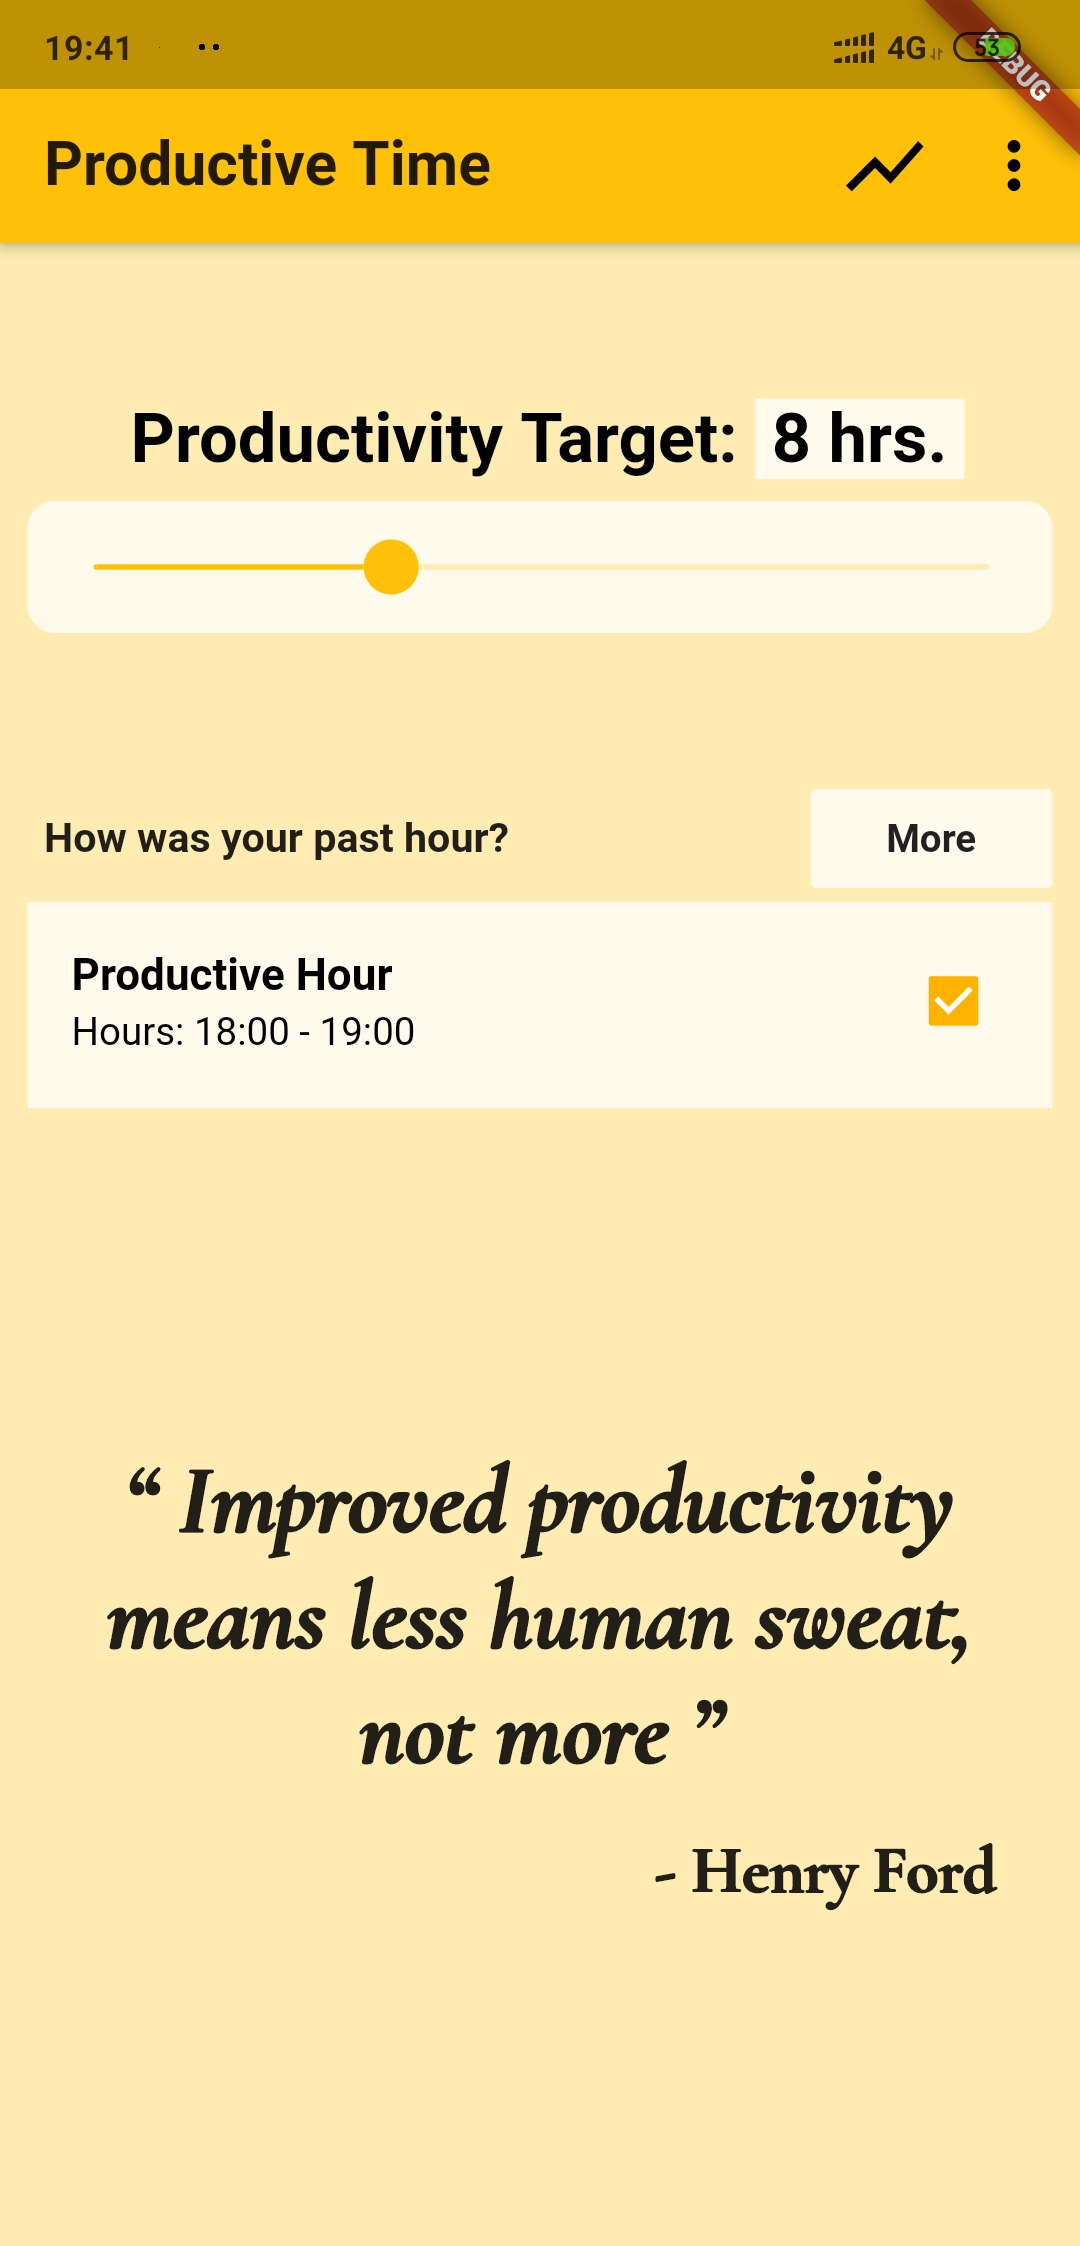 19:41
4G
53
BUG
Productive Time
Productivity Target: 8 hrs.
How was your past hour?
More
Productive Hour
Hours: 18:00 - 19:00
“ Improved productivity
means less human sweat,
not more ”
- Henry Ford